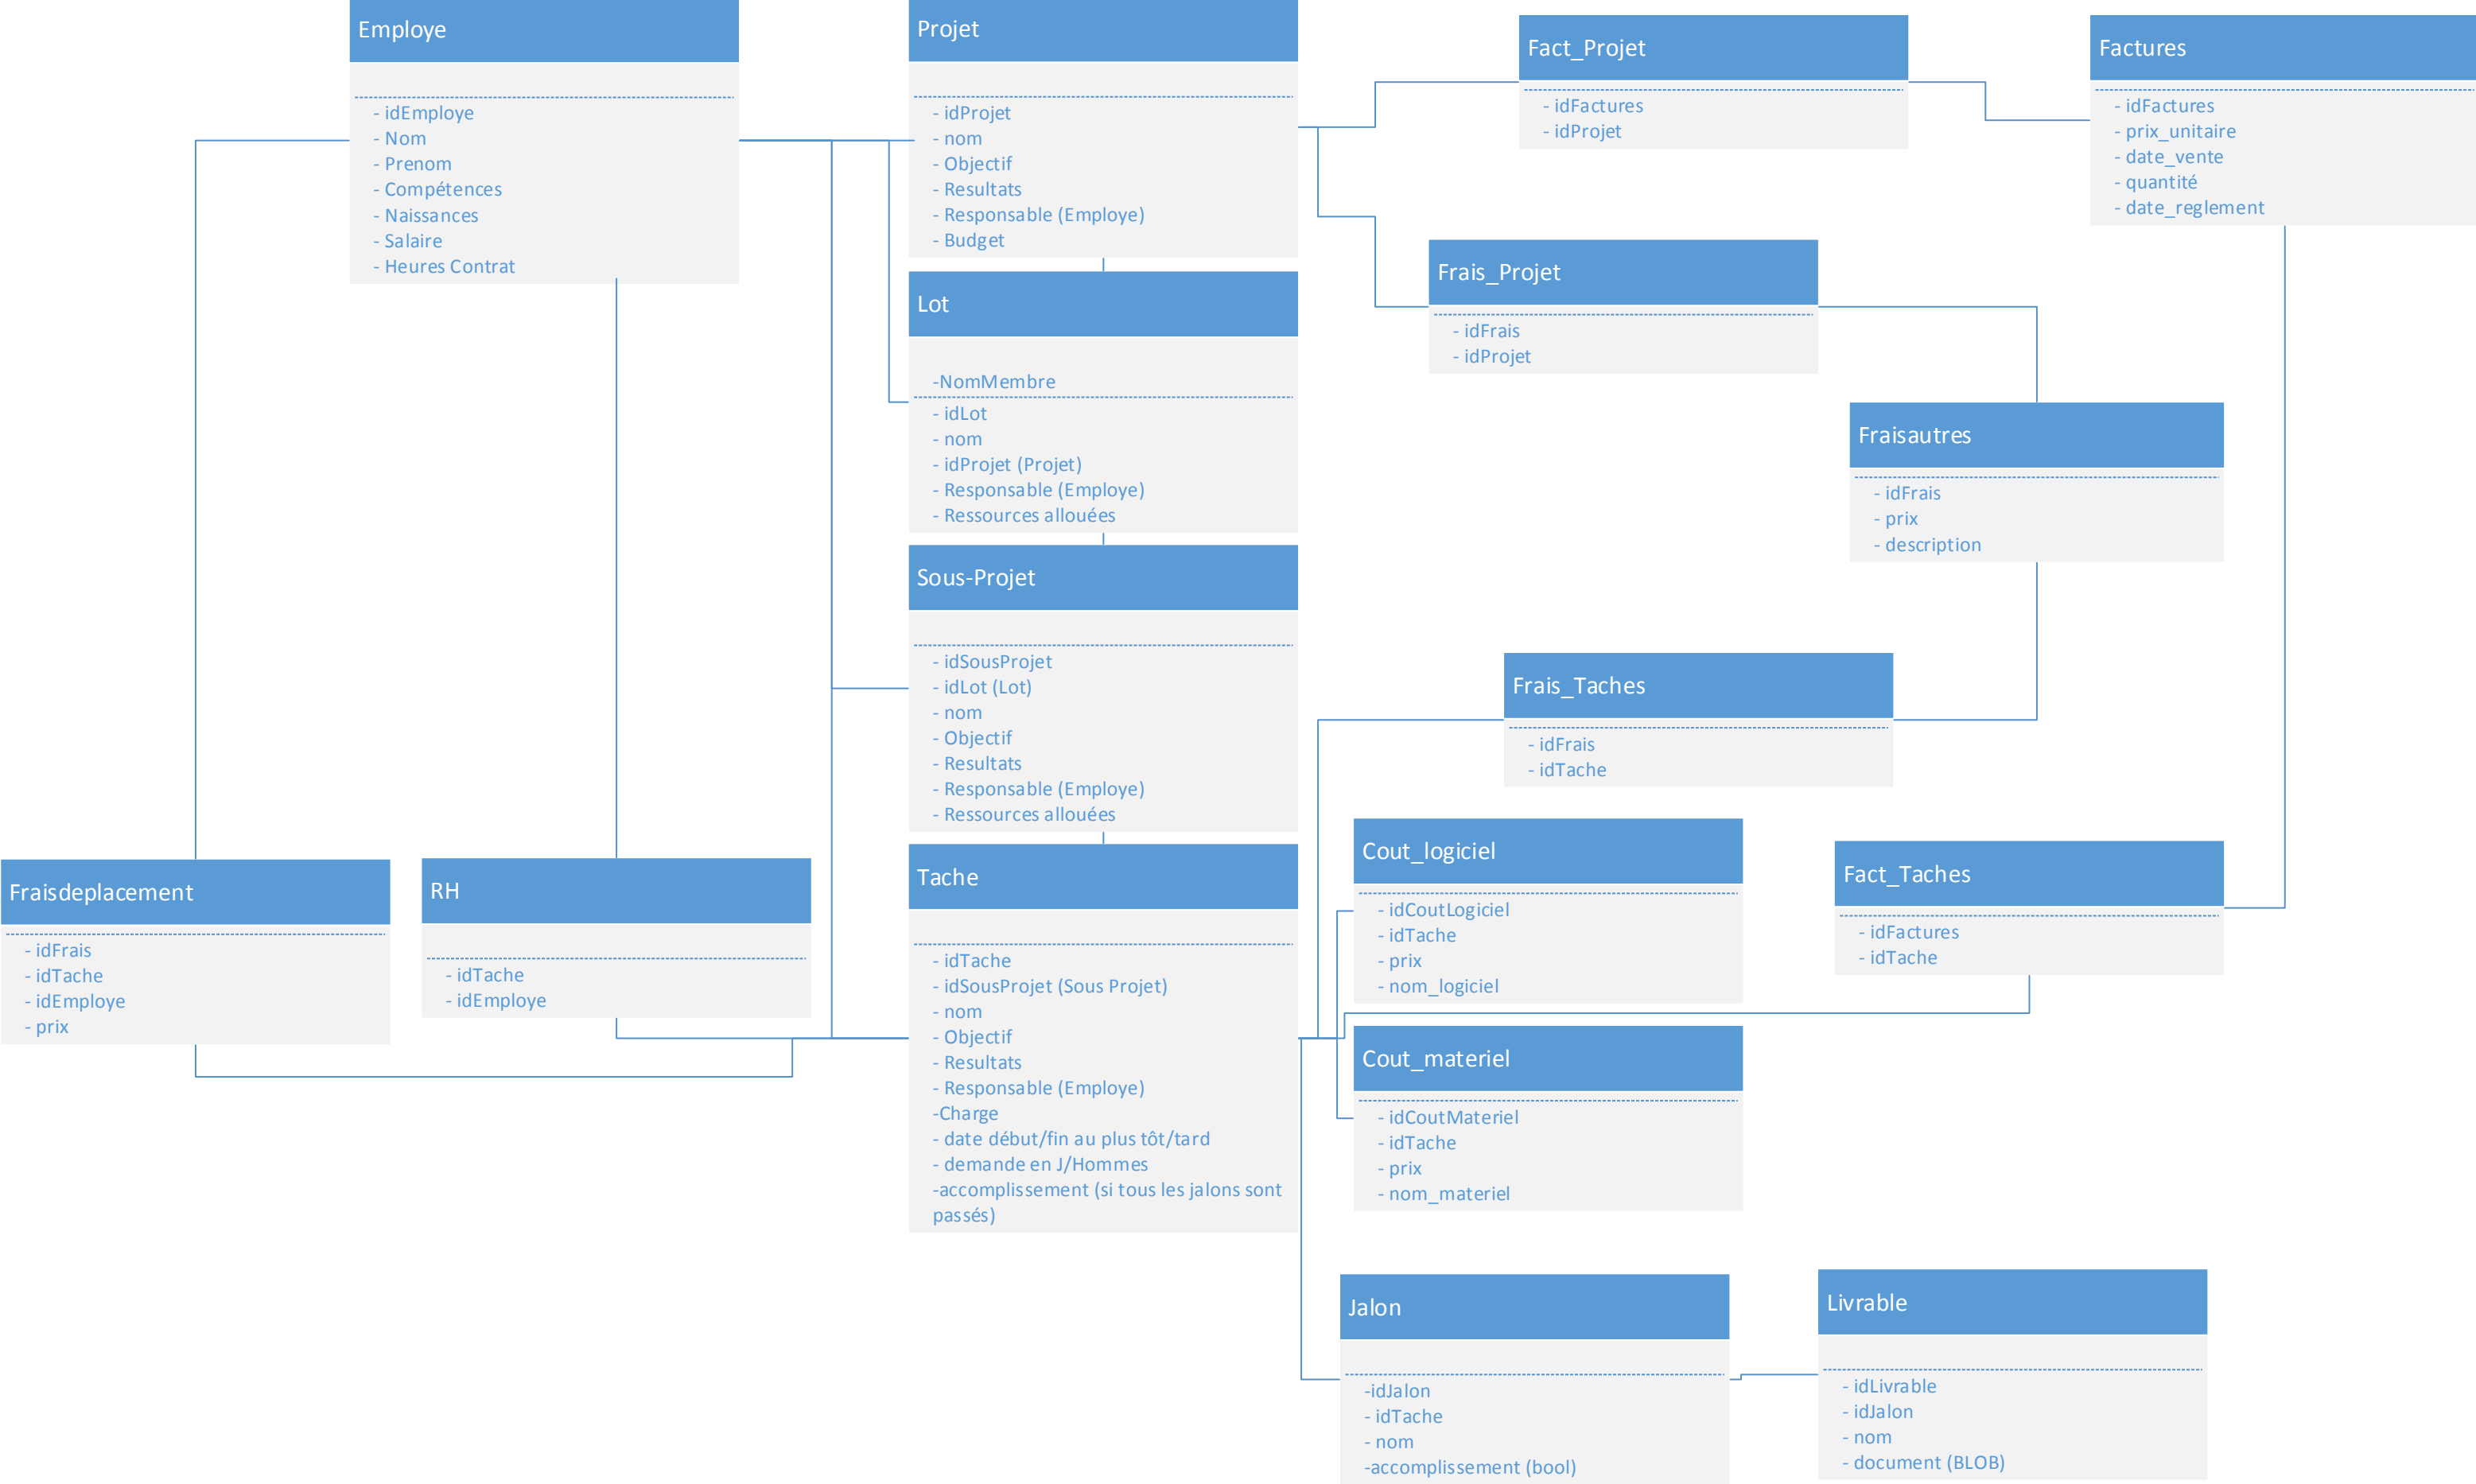 Employe
- idEmploye
- Nom
- Prenom
- Compétences
- Naissances
- Salaire
- Heures Contrat
Projet
- idProjet
- nom
- Objectif
- Resultats
- Responsable (Employe)
- Budget
Fact_Projet
- idFactures
- idProjet
Factures
- idFactures
- prix_unitaire
- date_vente
- quantité
- date_reglement
Frais_Projet
- idFrais
- idProjet
Lot
-NomMembre
- idLot
- nom
- idProjet (Projet)
- Responsable (Employe)
- Ressources allouées
Fraisautres
- idFrais
- prix
- description
Sous-Projet
- idSousProjet
- idLot (Lot)
- nom
- Objectif
- Resultats
- Responsable (Employe)
- Ressources allouées
Frais_Taches
- idFrais
- idTache
Fraisdeplacement
- idFrais
- idTache
- idEmploye
- prix
RH
- idTache
- idEmploye
Tache
- idTache
- idSousProjet (Sous Projet)
- nom
- Objectif
- Resultats
- Responsable (Employe)
-Charge
- date début/fin au plus tôt/tard
- demande en J/Hommes
-accomplissement (si tous les jalons sont
passés)
Cout_logiciel
- idCoutLogiciel
- idTache
- prix
- nom_logiciel
Fact_Taches
- idFactures
- idTache
Cout_materiel
- idCoutMateriel
- idTache
- prix
- nom_materiel
Jalon
-idJalon
- idTache
- nom
-accomplissement (bool)
Livrable
- idLivrable
- idJalon
- nom
- document (BLOB)